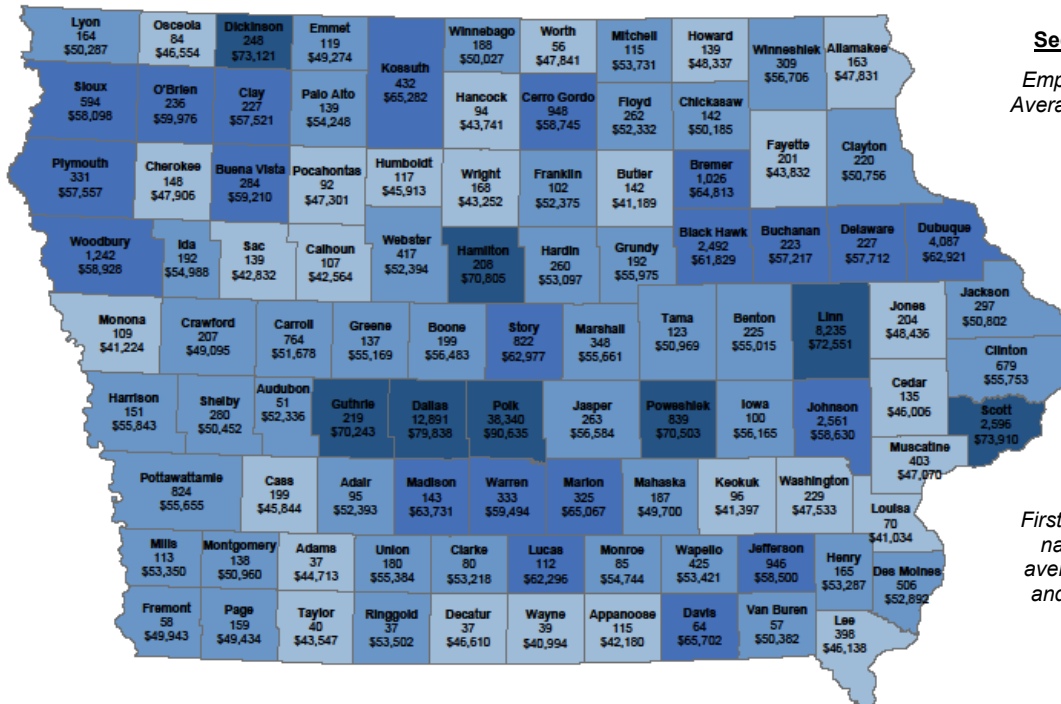 Lyon
164
$50,287
Osceola
84
$46,554
Dickinson
248
$73,121
Emmet
119
$49,274
Kossuth
432
$65,282
Winnebago
188
$50,027
Worth
56
$47,841
Mitchell
115
$53,731
Howard
139
$48,337
Winneshiek
309
$56,706
Allamakee
163
$47,831
Sioux
594
$58,098
O'Brien
236
$59,976
Clay
227
$57,521
Palo Alto
139
$54,248
Hancock
94
$43,741
Cerro Gordo
948
$58,745
Floyd
262
$52,332
Chickasaw
142
$50,185
Fayette
201
$43,832
Clayton
220
$50,756
Plymouth
331
$57,557
Cherokee
148
$47,906
Buena Vista
284
$59,210
Pocahontas
92
$47,301
Humboldt
117
$45,913
Wright
168
$43,252
Franklin
102
$52,375
Butler
142
$41,189
Bremer
1,026
$64,813
Woodbury
1,242
$58,928
Ida
192
$54,988
Sac
139
$42,832
Calhoun
107
$42,564
Webster
417
$52,394
Hamilton
208
$70,805
Hardin
260
$53,097
Grundy
192
$55,975
Black Hawk
2,492
$61,829
Buchanan
223
$57,217
Delaware
227
$57,712
Dubuque
4,087
$62,921
Monona
109
$41,224
Crawford
207
$49,095
Carroll
764
$51,678
Greene
137
$55,169
Boone
199
$56,483
Story
822
$62,977
Marshall
348
$55,661
Tama
123
$50,969
Benton
225
$55,015
Linn
8,235
$72,551
Jones
204
$48,436
Jackson
297
$50,802
Clinton
679
$55,753
Harrison
151
$55,843
Shelby
280
$50,452
Audubon
51
$52,336
Guthrie
219
$70,243
Dallas
12,891
$79,838
Polk
38,340
$90,635
Jasper
263
$56,584
Poweshiek
839
$70,503
Iowa
100
$56,165
Johnson
2,561
$58,630
Cedar
135
$46,006
Scott
2,596
$73,910
Muscatine
403
$47,070
Pottawattamie
824
$55,655
Cass
199
$45,844
Adair
95
$52,393
Madison
143
$63,731
Warren
333
$59,494
Marion
325
$65,067
Mahaska
187
$49,700
Keokuk
96
$41,397
Washington
229
$47,533
Louisa
70
$41,034
Mills
113
$53,350
Montgomery
138
$50,960
Adams
37
$44,713
Union
180
$55,384
Clarke
80
$53,218
Lucas
112
$62,296
Monroe
85
$54,744
Wapello
425
$53,421
Jefferson
946
$58,500
Henry
165
$53,287
Des Moines
506
$52,892
Fremont
58
$49,943
Page
159
$49,434
Taylor
40
$43,547
Ringgold
37
$53,502
Decatur
37
$46,610
Wayne
39
$40,994
Appanoose
115
$42,180
Davis
64
$65,702
Van Buren
57
$50,382
Lee
398
$46,138
Se
Emp
Avera
First
na
aver
and